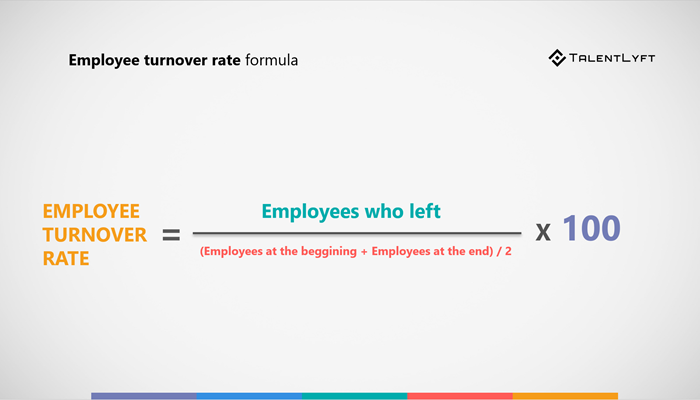 Employee turnover rate formula
TALENTLYFT
EMPLOYEE
TURNOVER
RATE
=
Employees who left
(Employees at the beggining + Employees at the end) / 2
x 100